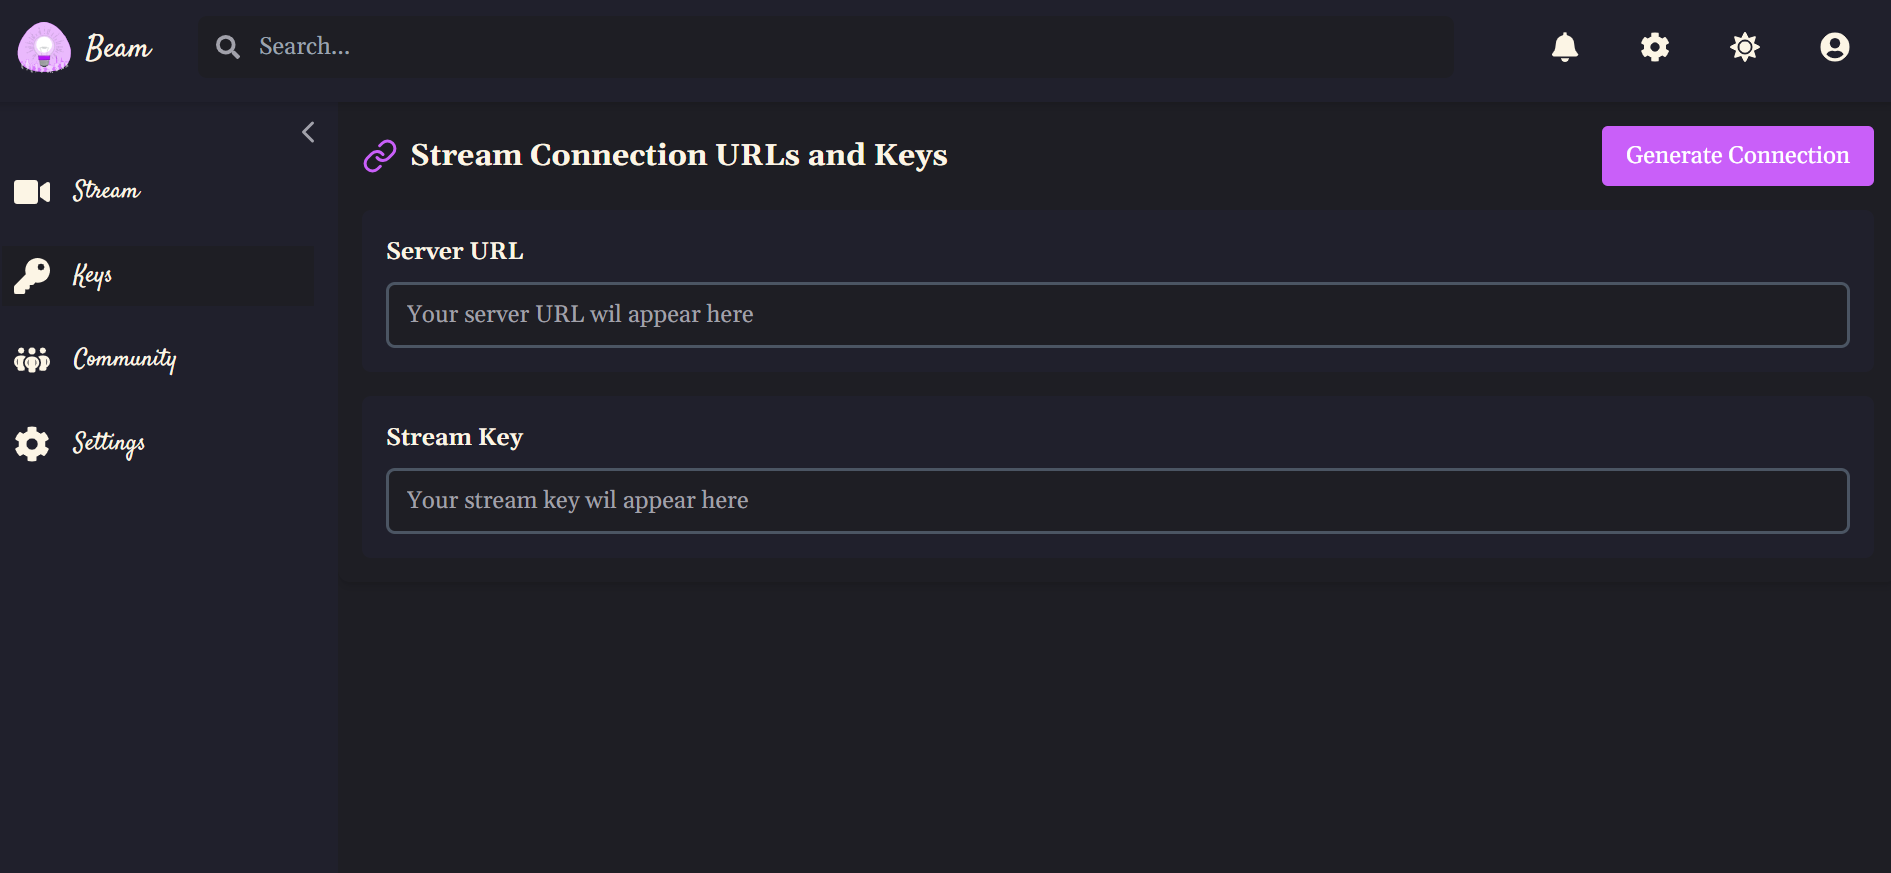 Beam
Search...
Stream
Keys
Community
Settings
Stream Connection URLs and Keys
Generate Connection
Server URL
Your server URL wil appear here
Stream Key
Your stream key wil appear here